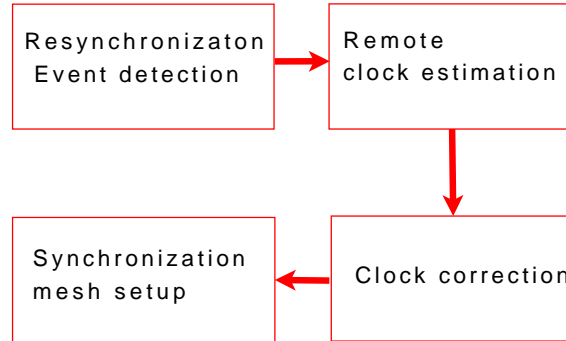 Resynchronizaton
Event detection
Remote
clock estimation
Clock correction
Synchronization
mesh setup